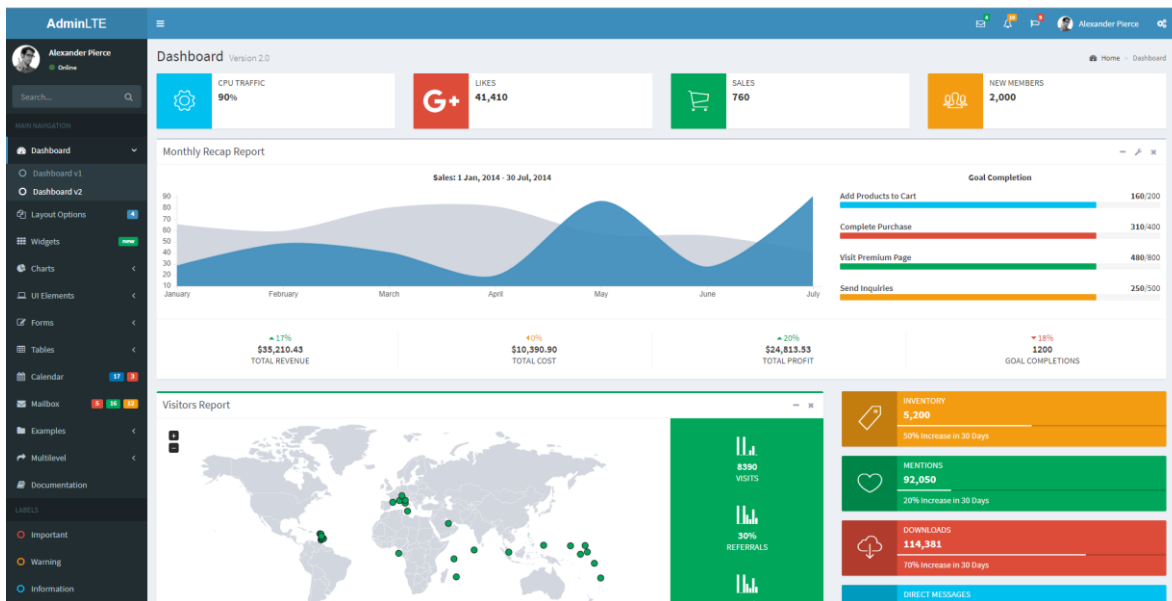 AdminLTE
4
10
9
Alexander Pierce
Alexander Pierce
Online
Search...
MAIN NAVIGATION
Dashboard
Dashboard v1
Dashboard v2
Layout Options 4
Widgets new
Charts
UI Elements
Forms
Tables
Calendar 17 3
Mailbox 5 16 12
Examples
Multilevel
Documentation
LABELS
Important
Warning
Information
Dashboard Version 2.0
Home > Dashboard
CPU TRAFFIC
90%
G+
LIKES
41,410
SALES
760
NEW MEMBERS
2,000
Monthly Recap Report
Sales: 1 Jan, 2014 - 30 Jul, 2014
90
80
70
60
50
40
30
20
10
January February March April May June July
Goal Completion
Add Products to Cart 160/200
Complete Purchase 310/400
Visit Premium Page 480/800
Send Inquiries 250/500
17%
$35,210.43
TOTAL REVENUE
0%
$10,390.90
TOTAL COST
20%
$24,813.53
TOTAL PROFIT
18%
1200
GOAL COMPLETIONS
Visitors Report
+
−
8390
VISITS
30%
REFERRALS
INVENTORY
5,200
50% Increase in 30 Days
MENTIONS
92,050
20% Increase in 30 Days
DOWNLOADS
114,381
70% Increase in 30 Days
DIRECT MESSAGES